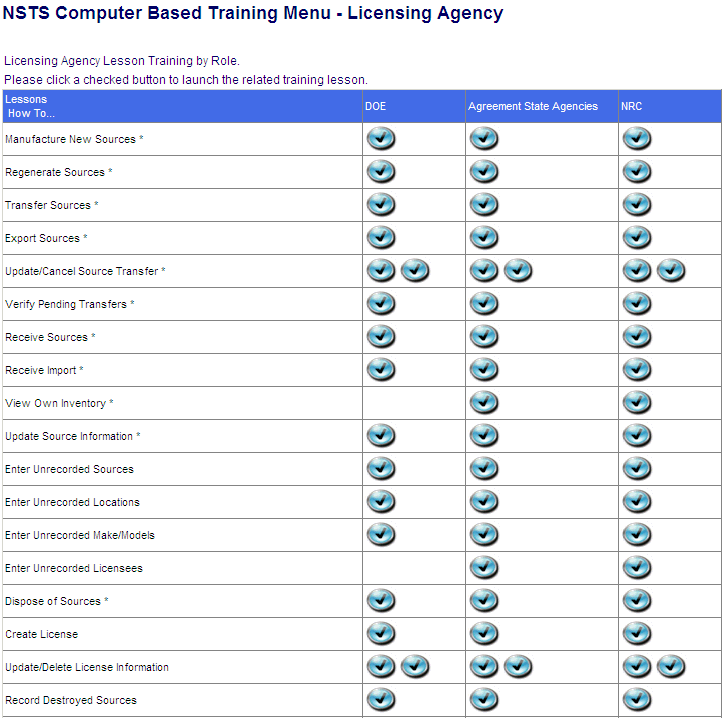 NSTS Computer Based Training Menu - Licensing Agency
Licensing Agency Lesson Training by Role.
Please click a checked button to launch the related training lesson.
Lessons
How To...
DOE
Agreement State Agencies
NRC
Manufacture New Sources *
Regenerate Sources *
Transfer Sources *
Export Sources *
Update/Cancel Source Transfer *
Verify Pending Transfers *
Receive Sources *
Receive Import *
View Own Inventory *
Update Source Information *
Enter Unrecorded Sources
Enter Unrecorded Locations
Enter Unrecorded Make/Models
Enter Unrecorded Licensees
Dispose of Sources *
Create License
Update/Delete License Information
Record Destroyed Sources